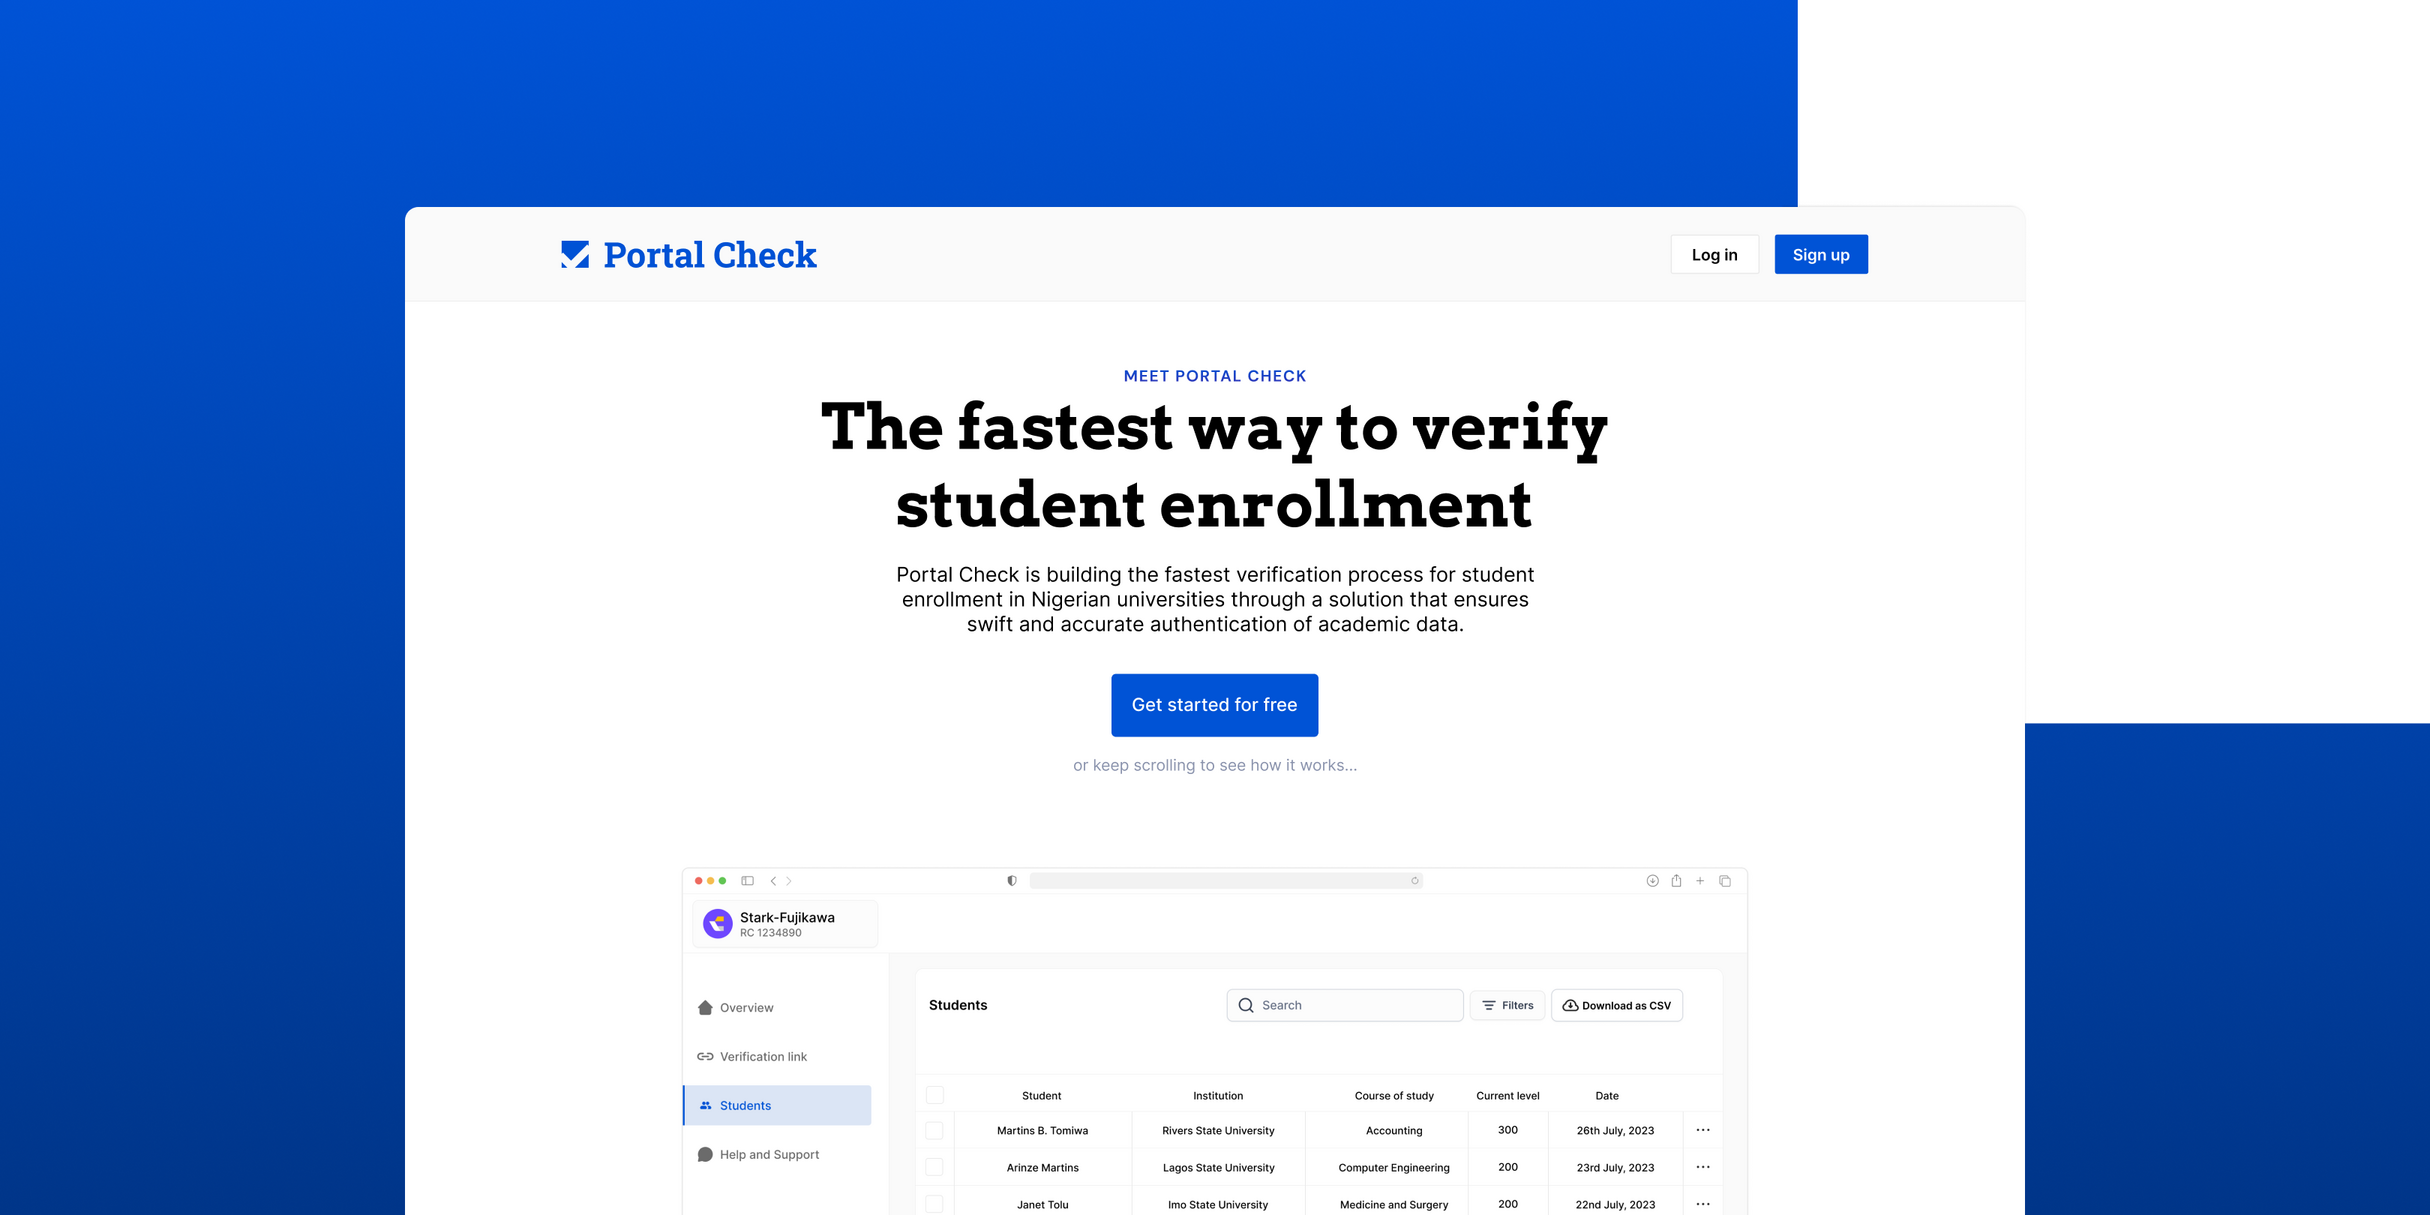 Portal Check
Log in
Sign up
MEET PORTAL CHECK
The fastest way to verify
student enrollment
Portal Check is building the fastest verification process for student
enrollment in Nigerian universities through a solution that ensures
swift and accurate authentication of academic data.
Get started for free
or keep scrolling to see how it works...
Stark-Fujikawa
RC 1234890
Overview
Verification link
Students
Help and Support
Students
Search
Filters
Download as CSV
Student Institution Course of study Current level Date
Martins B. Tomiwa Rivers State University Accounting 300 26th July, 2023
Arinze Martins Lagos State University Computer Engineering 200 23rd July, 2023
Janet Tolu Imo State University Medicine and Surgery 200 22nd July, 2023